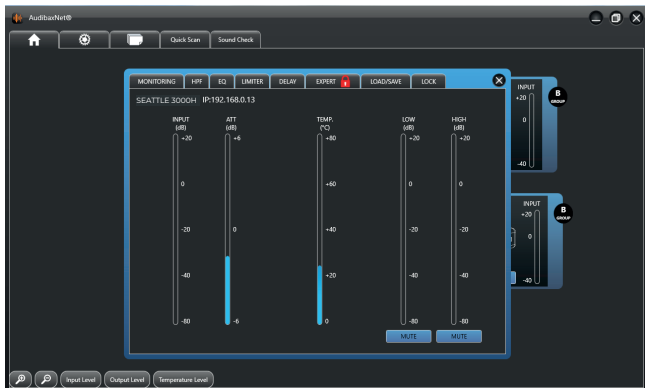 AudibaxNet®
Quick Scan Sound Check
MONITORING HPF EQ LIMITER DELAY EXPERT LOAD/SAVE LOCK
SEATTLE 3000H IP:192.168.0.13
INPUT ATT TEMP. LOW HIGH
(dB) (dB) (°C) (dB) (dB)
+20 +6 +80 +20 +20
0 +60 0 0
-20 0 +40 -20 -20
-40 +20 -40 -40
-80 -6 0 -80 -80
MUTE MUTE
INPUT
+20
0
-40
B
GROUP
INPUT
+20
0
-40
B
GROUP
Input Level Output Level Temperature Level